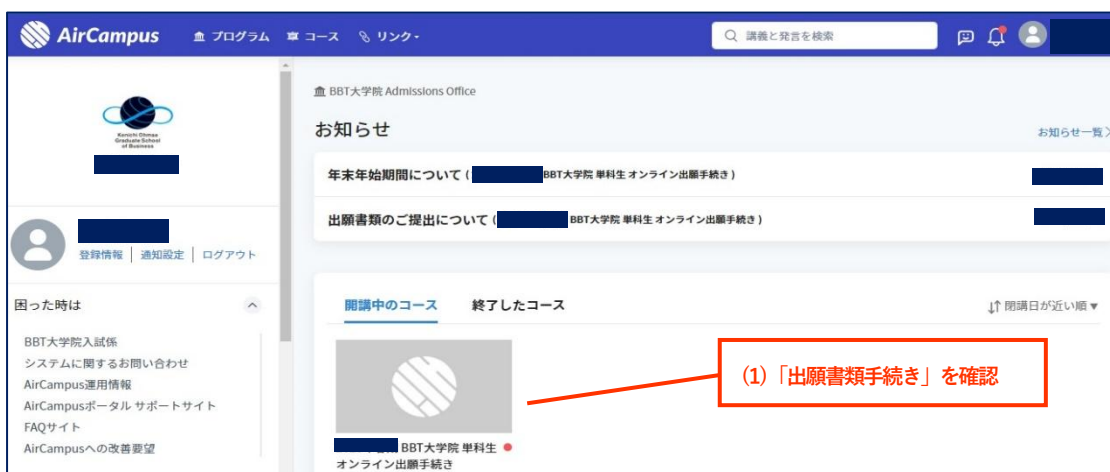 AirCampus プログラム コース リンク
講義と発言を検索
Kenichi Ohmae
Graduate School
of Business
登録情報 | 通知設定 | ログアウト
困った時は
BBT大学院入試係
システムに関するお問い合わせ
AirCampus運用情報
AirCampusポータル サポートサイト
FAQサイト
AirCampusへの改善要望
BBT大学院 Admissions Office
お知らせ
お知らせ一覧
年末年始期間について ( BBT大学院 単科生 オンライン出願手続き )
出願書類のご提出について ( BBT大学院 単科生 オンライン出願手続き )
開講中のコース 終了したコース
↓↑ 閉講日が近い順 ▼
(1)「出願書類手続き」を確認
BBT大学院 単科生
オンライン出願手続き